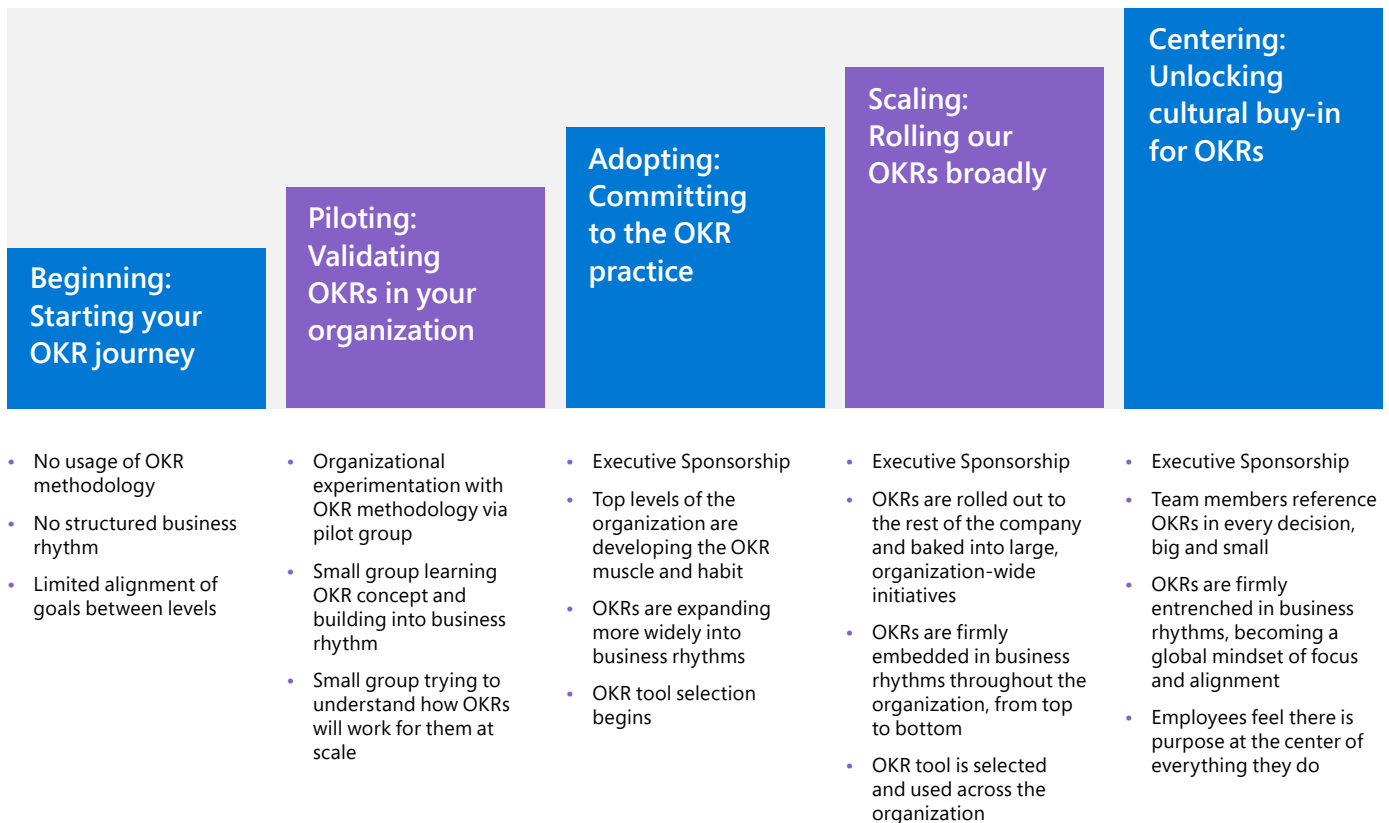 Beginning:
Starting your
OKR journey
Piloting:
Validating
OKRs in your
organization
Adopting:
Committing
to the OKR
practice
Scaling:
Rolling our
OKRs broadly
Centering:
Unlocking
cultural buy-in
for OKRs
• No usage of OKR
methodology
• No structured business
rhythm
• Limited alignment of
goals between levels
• Organizational
experimentation with
OKR methodology via
pilot group
• Small group learning
OKR concept and
building into business
rhythm
• Small group trying to
understand how OKRs
will work for them at
scale
• Executive Sponsorship
• Top levels of the
organization are
developing the OKR
muscle and habit
• OKRs are expanding
more widely into
business rhythms
• OKR tool selection
begins
• Executive Sponsorship
• OKRs are rolled out to
the rest of the company
and baked into large,
organization-wide
initiatives
• OKRs are firmly
embedded in business
rhythms throughout the
organization, from top
to bottom
• OKR tool is selected
and used across the
organization
• Executive Sponsorship
• Team members reference
OKRs in every decision,
big and small
• OKRs are firmly
entrenched in business
rhythms, becoming a
global mindset of focus
and alignment
• Employees feel there is
purpose at the center of
everything they do